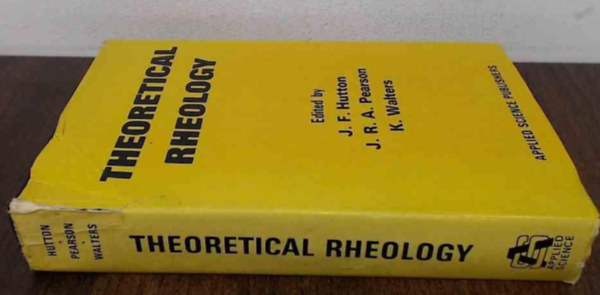 THEORETICAL
RHEOLOGY
Edited by
J. F. Hutton
J. R. A. Pearson
K. Walters
APPLIED SCIENCE PUBLISHERS
HUTTON
•
PEARSON
•
WALTERS
THEORETICAL RHEOLOGY
APPLIED
SCIENCE